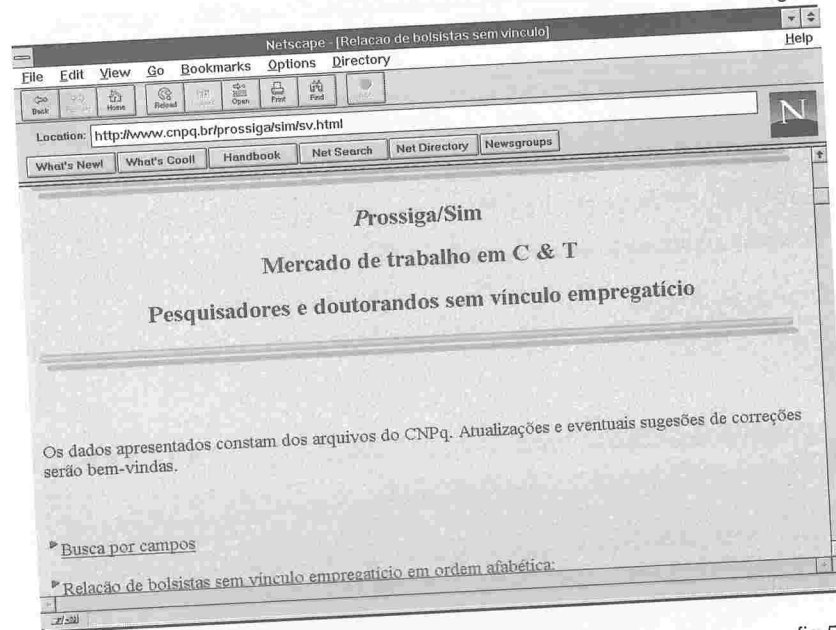 Netscape - [Relacao de bolsistas sem vinculo]
File Edit View Go Bookmarks Options Directory Help
Back Home Reload Open Print Find
Location: http://www.cnpq.br/prossiga/sim/sv.html
N
What's New! What's Cool! Handbook Net Search Net Directory Newsgroups
Prossiga/Sim
Mercado de trabalho em C & T
Pesquisadores e doutorandos sem vínculo empregatício
Os dados apresentados constam dos arquivos do CNPq. Atualizações e eventuais sugesões de correções
serão bem-vindas.
Busca por campos
Relação de bolsistas sem vínculo empregatício em ordem afabética: